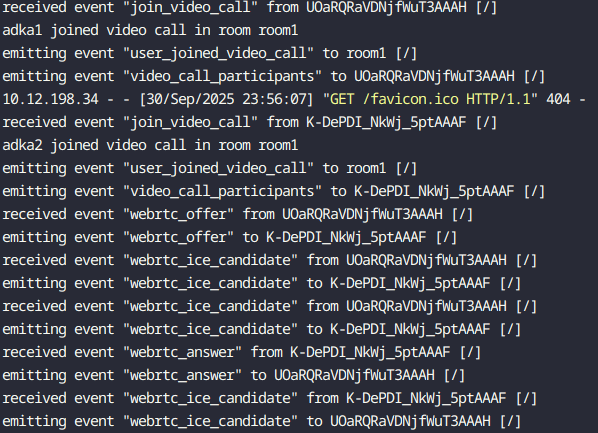 received event "join_video_call" from UOaRQRaVDNjfWuT3AAAH [/]
adka1 joined video call in room room1
emitting event "user_joined_video_call" to room1 [/]
emitting event "video_call_participants" to UOaRQRaVDNjfWuT3AAAH [/]
10.12.198.34 - - [30/Sep/2025 23:56:07] "GET /favicon.ico HTTP/1.1" 404 -
received event "join_video_call" from K-DePDI_NkWj_5ptAAAF [/]
adka2 joined video call in room room1
emitting event "user_joined_video_call" to room1 [/]
emitting event "video_call_participants" to K-DePDI_NkWj_5ptAAAF [/]
received event "webrtc_offer" from UOaRQRaVDNjfWuT3AAAH [/]
emitting event "webrtc_offer" to K-DePDI_NkWj_5ptAAAF [/]
received event "webrtc_ice_candidate" from UOaRQRaVDNjfWuT3AAAH [/]
emitting event "webrtc_ice_candidate" to K-DePDI_NkWj_5ptAAAF [/]
received event "webrtc_ice_candidate" from UOaRQRaVDNjfWuT3AAAH [/]
emitting event "webrtc_ice_candidate" to K-DePDI_NkWj_5ptAAAF [/]
received event "webrtc_answer" from K-DePDI_NkWj_5ptAAAF [/]
emitting event "webrtc_answer" to UOaRQRaVDNjfWuT3AAAH [/]
received event "webrtc_ice_candidate" from K-DePDI_NkWj_5ptAAAF [/]
emitting event "webrtc_ice_candidate" to UOaRQRaVDNjfWuT3AAAH [/]